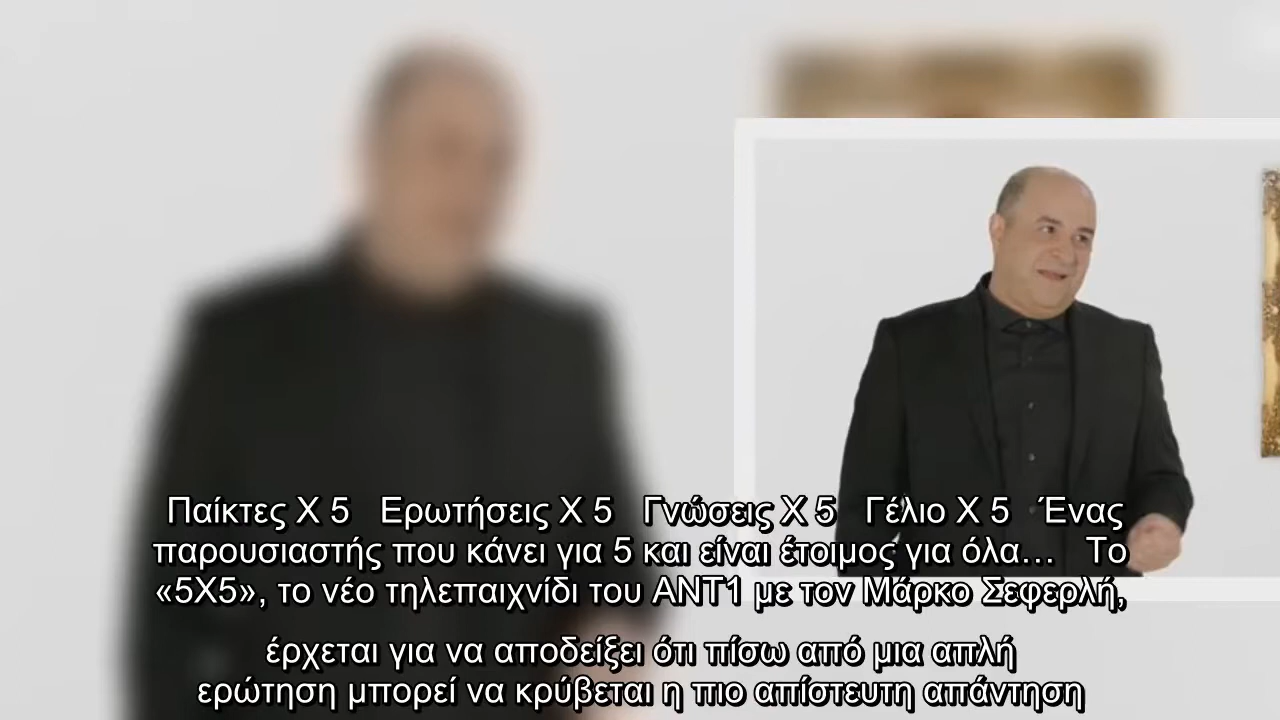 Παίκτες Χ 5   Ερωτήσεις Χ 5   Γνώσεις Χ 5   Γέλιο Χ 5   Ένας
παρουσιαστής που κάνει για 5 και είναι έτοιμος για όλα…   Το
«5Χ5», το νέο τηλεπαιχνίδι του ΑΝΤ1 με τον Μάρκο Σεφερλή,
έρχεται για να αποδείξει ότι πίσω από μια απλή
ερώτηση μπορεί να κρύβεται η πιο απίστευτη απάντηση